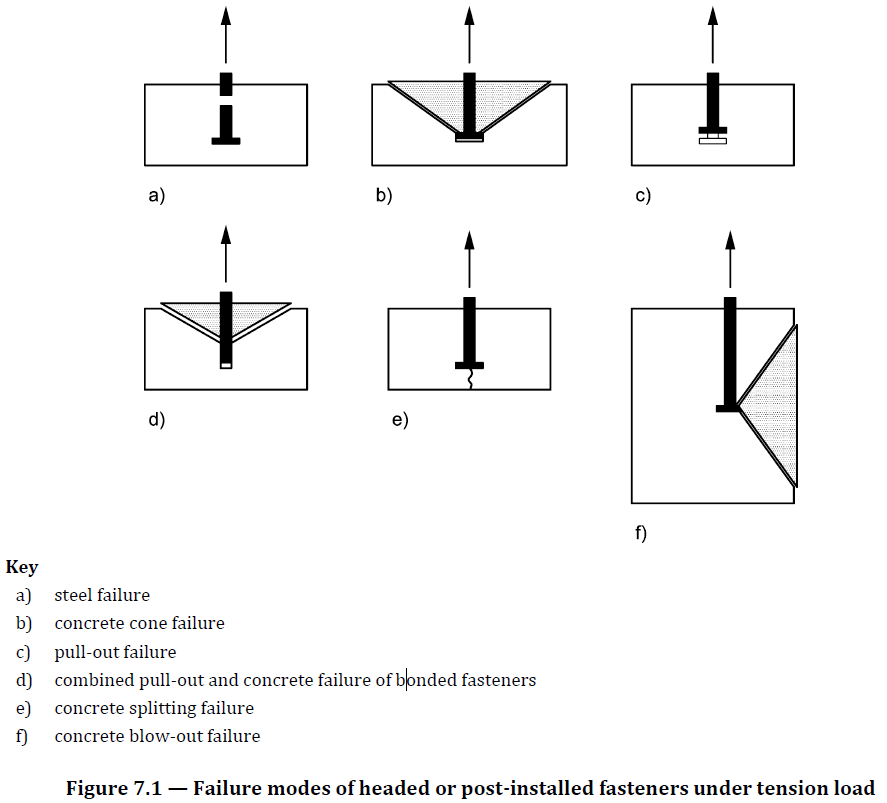 a)
b)
c)
d)
e)
f)
Key
a) steel failure
b) concrete cone failure
c) pull-out failure
d) combined pull-out and concrete failure of bonded fasteners
e) concrete splitting failure
f) concrete blow-out failure
Figure 7.1 — Failure modes of headed or post-installed fasteners under tension load